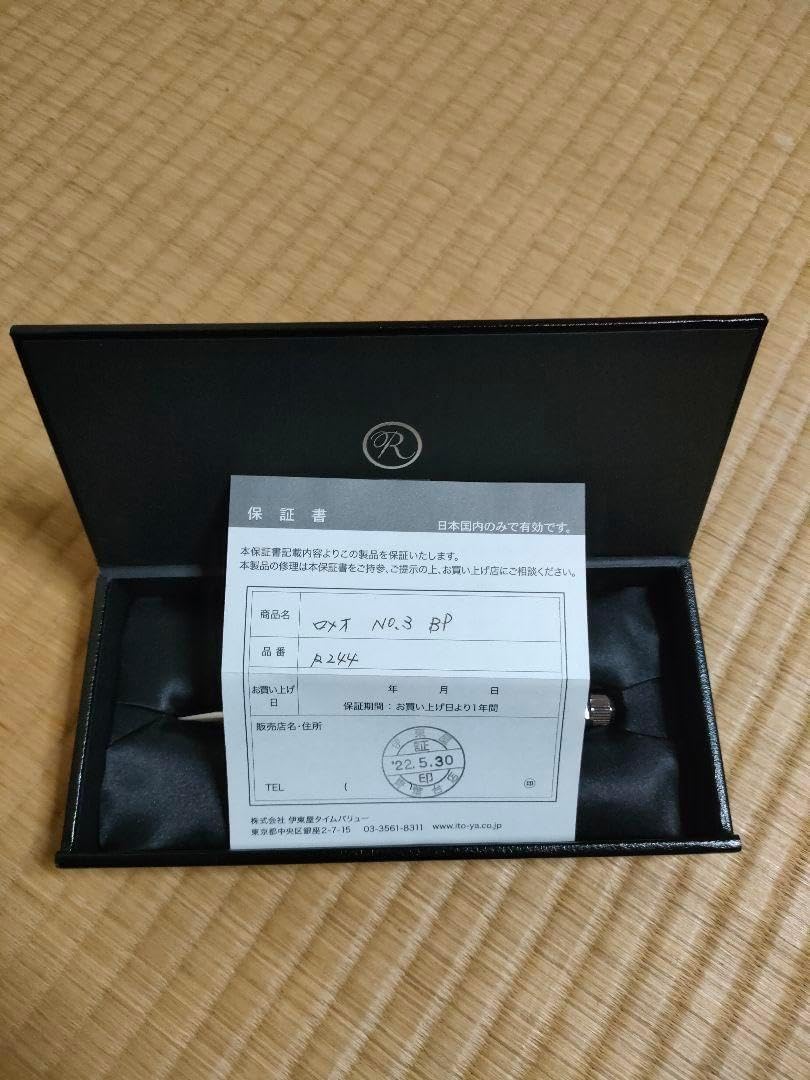 R
保証書
日本国内のみで有効です。
本保証書記載内容よりこの製品を保証いたします。
本製品の修理は本保証書をご持参、ご提示の上、お買い上げ店にご相談ください。
商品名 ロメオ NO.3 BP
品番 R244
お買い上げ日 年 月 日
保証期間：お買い上げ日より1年間
販売店名・住所
伊東屋
証
'22.5.30
印
TEL ( )
印
株式会社 伊東屋タイムバリュー
東京都中央区銀座2-7-15 03-3561-8311 www.ito-ya.co.jp